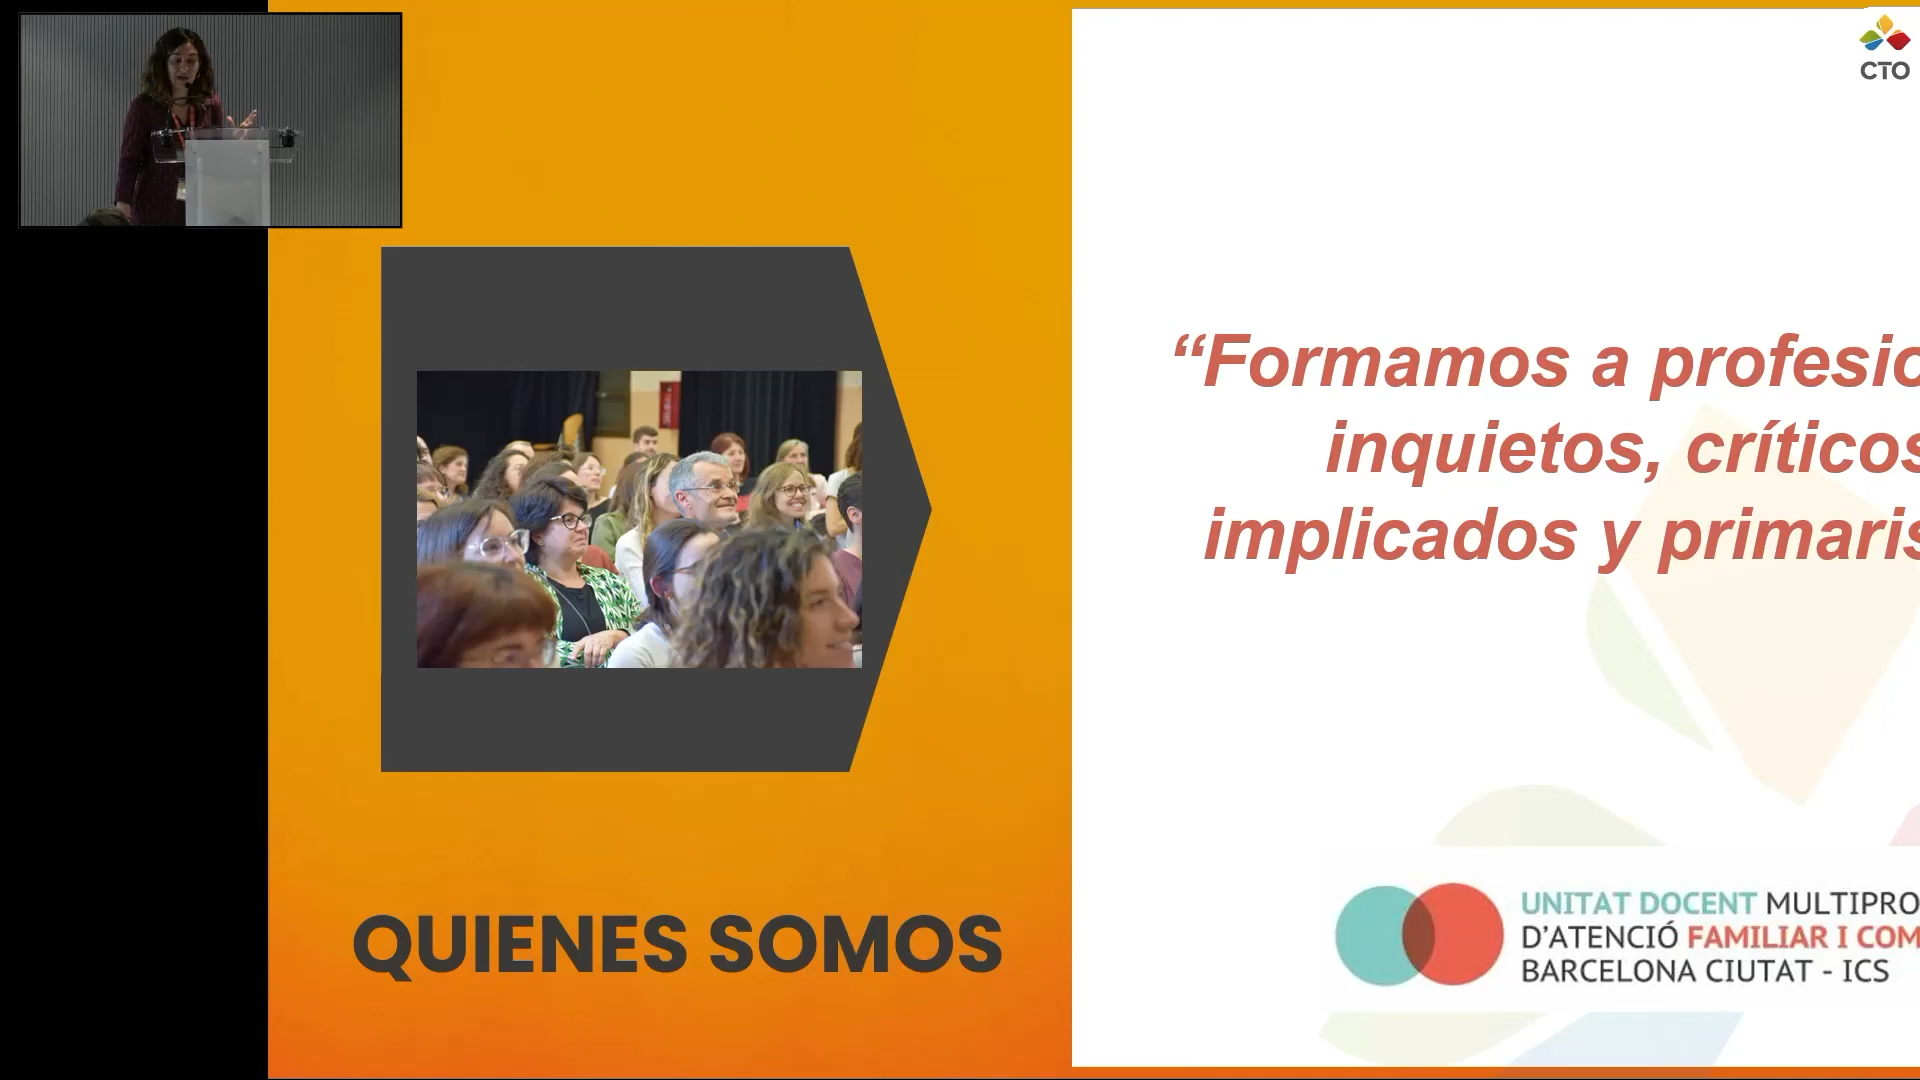 CTO
“Formamos a profesio
inquietos, críticos
implicados y primaris
QUIENES SOMOS
UNITAT DOCENT MULTIPRO
D’ATENCIÓ FAMILIAR I COM
BARCELONA CIUTAT - ICS